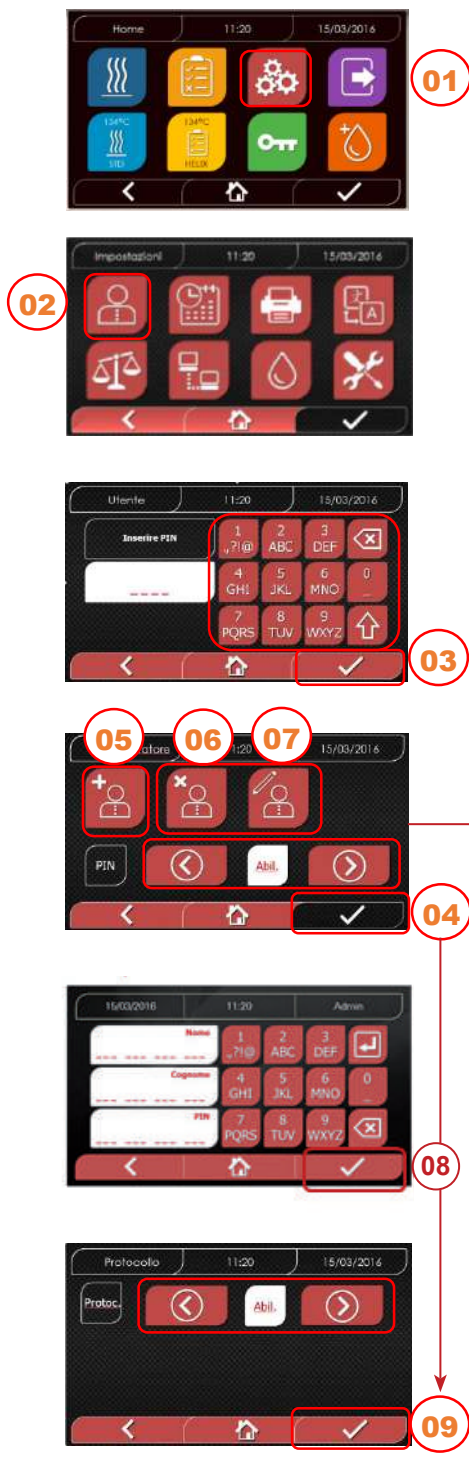 Home 11:20 15/03/2016
01
134°C 134°C
STD HELIX
Impostazioni 11:20 15/03/2016
02
Utente 11:20 15/03/2016
Inserire PIN
1 2 3
.,?!@ ABC DEF
4 5 6 0
GHI JKL MNO _
7 8 9
PQRS TUV WXYZ
03
05 06 07
atore 1:20 15/03/2016
PIN Abil.
04
15/03/2016 11:20 Admin
Nome 1 2 3
.,?!@ ABC DEF
Cognome 4 5 6 0
GHI JKL MNO _
PIN 7 8 9
PQRS TUV WXYZ
08
Protocollo 11:20 15/03/2016
Protoc. Abil.
09